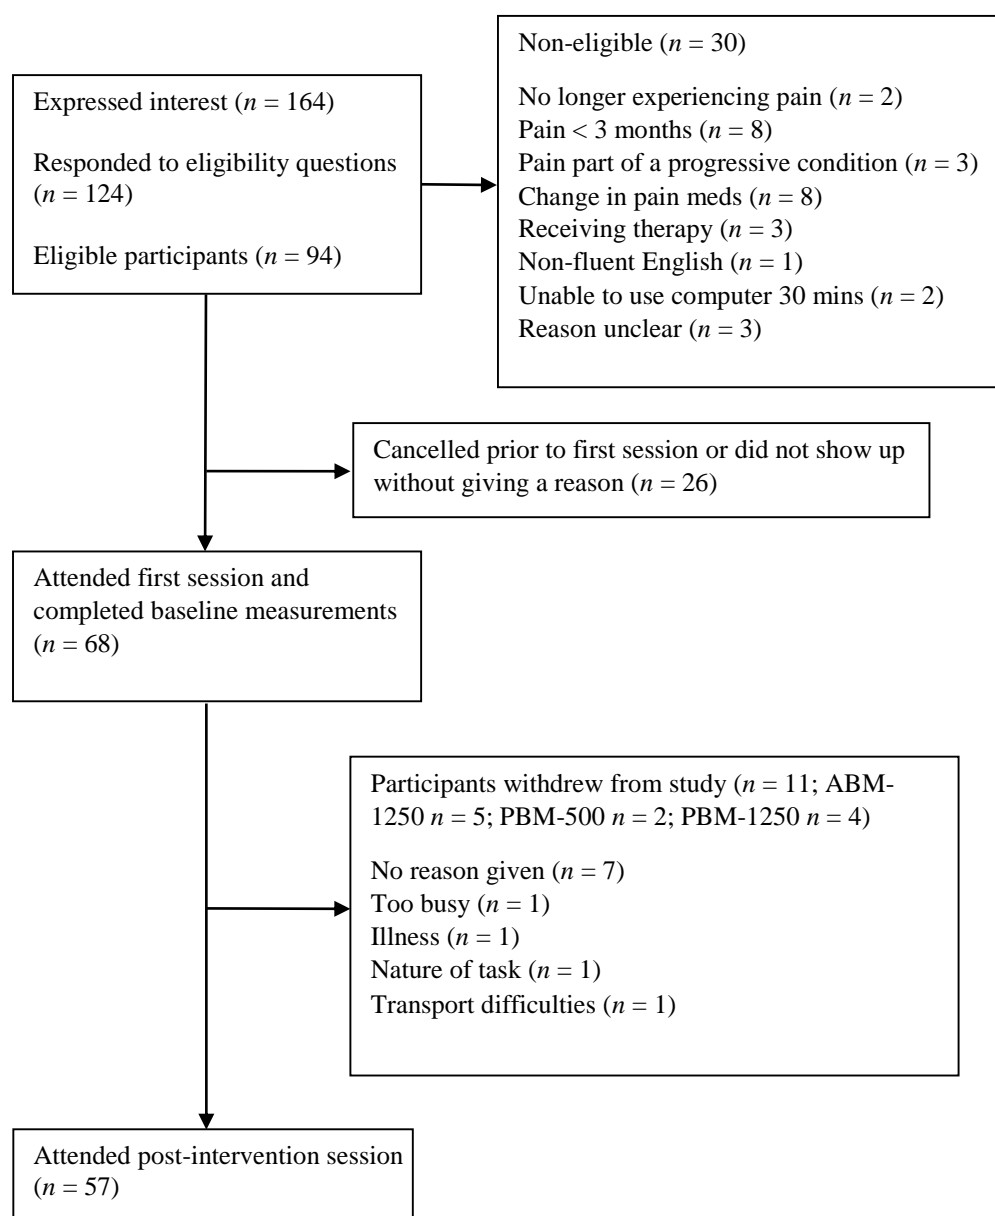 Expressed interest (n = 164)
Responded to eligibility questions
(n = 124)
Eligible participants (n = 94)
Non-eligible (n = 30)
No longer experiencing pain (n = 2)
Pain < 3 months (n = 8)
Pain part of a progressive condition (n = 3)
Change in pain meds (n = 8)
Receiving therapy (n = 3)
Non-fluent English (n = 1)
Unable to use computer 30 mins (n = 2)
Reason unclear (n = 3)
Cancelled prior to first session or did not show up
without giving a reason (n = 26)
Attended first session and
completed baseline measurements
(n = 68)
Participants withdrew from study (n = 11; ABM-
1250 n = 5; PBM-500 n = 2; PBM-1250 n = 4)
No reason given (n = 7)
Too busy (n = 1)
Illness (n = 1)
Nature of task (n = 1)
Transport difficulties (n = 1)
Attended post-intervention session
(n = 57)